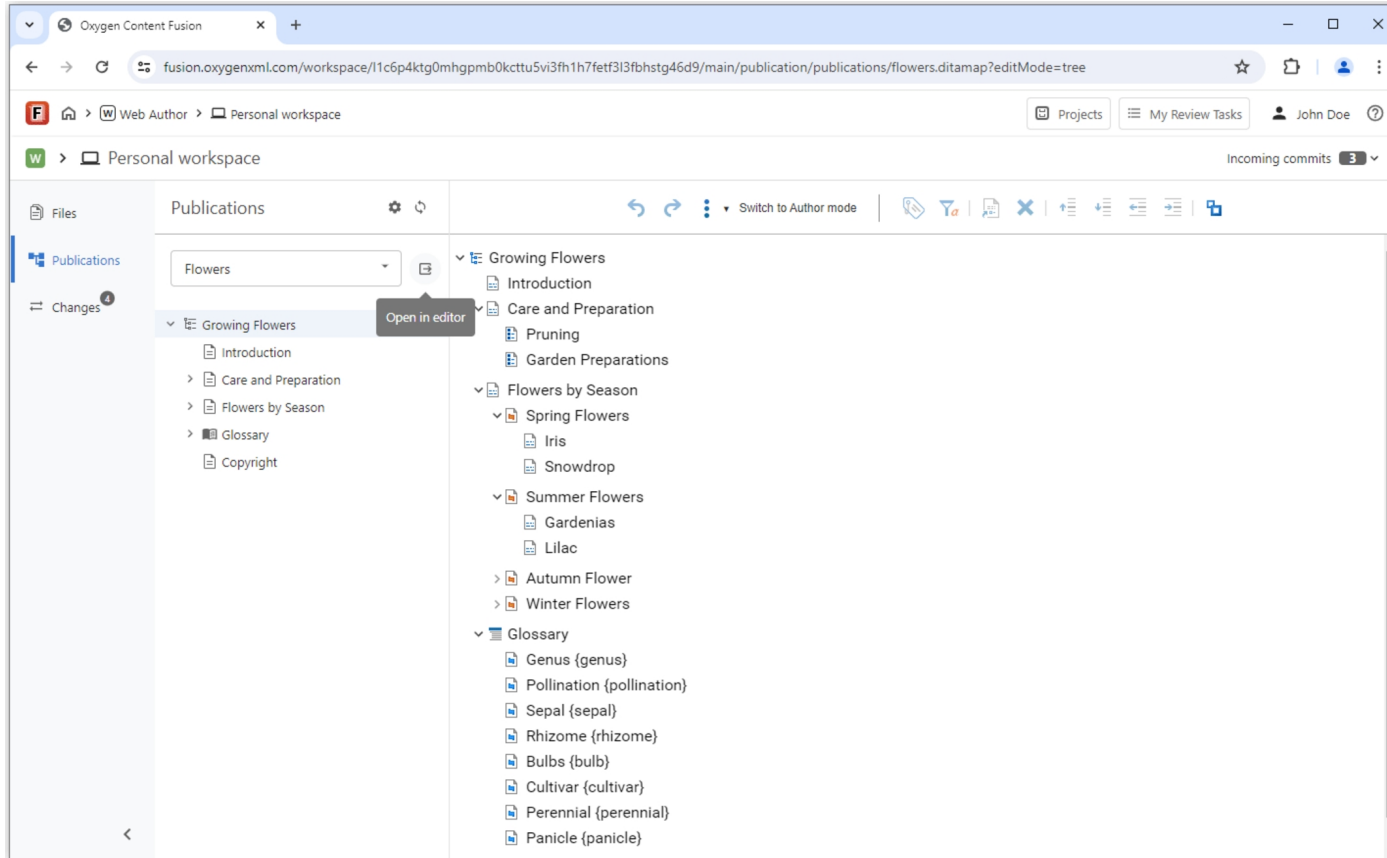 Oxygen Content Fusion
fusion.oxygenxml.com/workspace/l1c6p4ktg0mhgpmb0kcttu5vi3fh1h7fetf3l3fbhstg46d9/main/publication/publications/flowers.ditamap?editMode=tree
F W Web Author Personal workspace Projects My Review Tasks John Doe
W Personal workspace Incoming commits 3
Files
Publications
Changes 4
Publications
Flowers
Open in editor
Growing Flowers
Introduction
Care and Preparation
Flowers by Season
Glossary
Copyright
Switch to Author mode
Growing Flowers
Introduction
Care and Preparation
Pruning
Garden Preparations
Flowers by Season
Spring Flowers
Iris
Snowdrop
Summer Flowers
Gardenias
Lilac
Autumn Flower
Winter Flowers
Glossary
Genus {genus}
Pollination {pollination}
Sepal {sepal}
Rhizome {rhizome}
Bulbs {bulb}
Cultivar {cultivar}
Perennial {perennial}
Panicle {panicle}